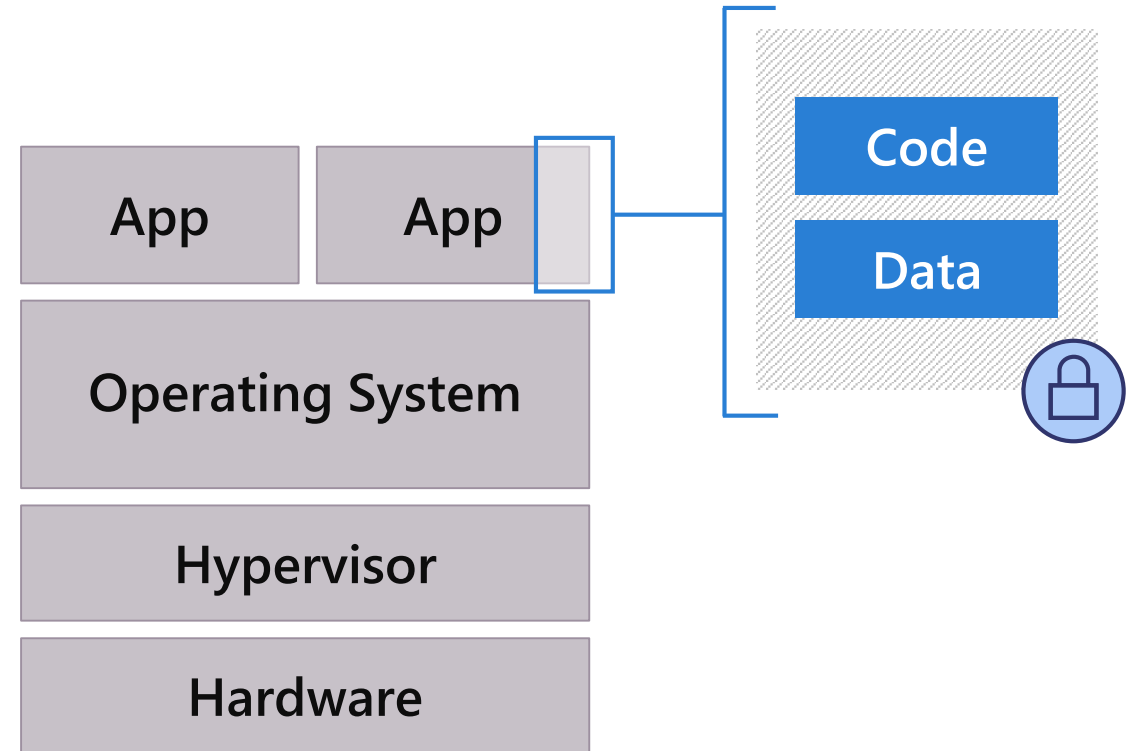 Code
Data
App
App
Operating System
Hypervisor
Hardware